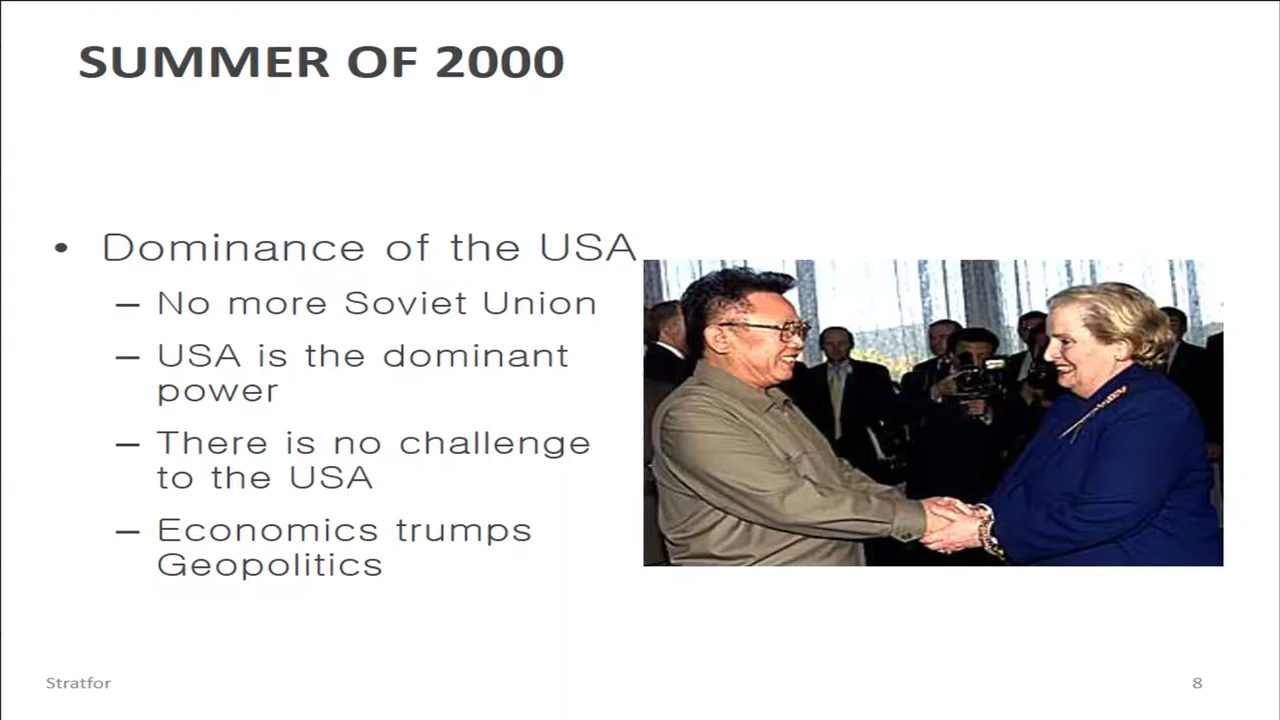 SUMMER OF 2000
• Dominance of the USA
– No more Soviet Union
– USA is the dominant
power
– There is no challenge
to the USA
– Economics trumps
Geopolitics
Stratfor
8